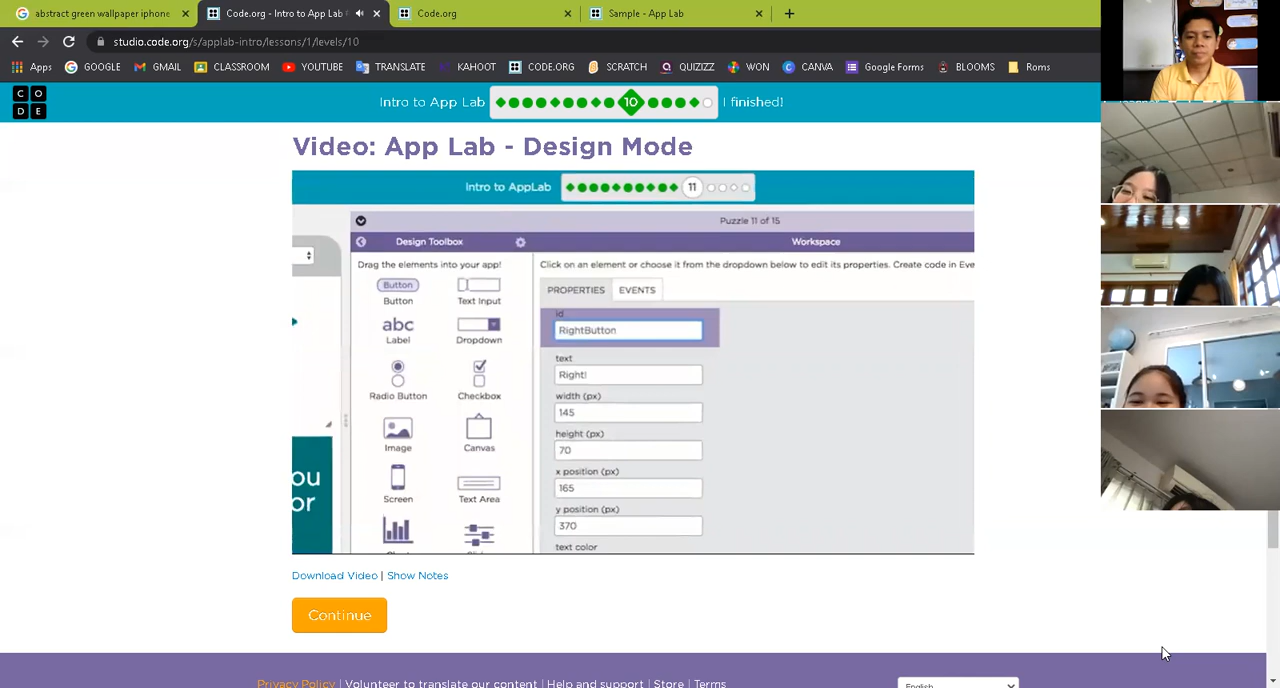 abstract green wallpaper iphone
Code.org - Intro to App Lab
Code.org
Sample - App Lab
studio.code.org/s/applab-intro/lessons/1/levels/10
Apps GOOGLE GMAIL CLASSROOM YOUTUBE TRANSLATE KAHOOT CODE.ORG SCRATCH QUIZIZZ WON CANVA Google Forms BLOOMS Roms
C O
D E
Intro to App Lab 10 I finished!
Video: App Lab - Design Mode
Intro to AppLab 11
Puzzle 11 of 15
Design Toolbox Workspace
Drag the elements into your app!
Click on an element or choose it from the dropdown below to edit its properties. Create code in Eve
Button
Button Text Input
PROPERTIES EVENTS
id
RightButton
abc
Label Dropdown
text
Right!
Radio Button Checkbox
width (px)
145
height (px)
70
Image Canvas
x position (px)
165
Screen Text Area
y position (px)
370
text color
ou
or
Download Video | Show Notes
Continue
Privacy Policy | Volunteer to translate our content | Help and support | Store | Terms
English